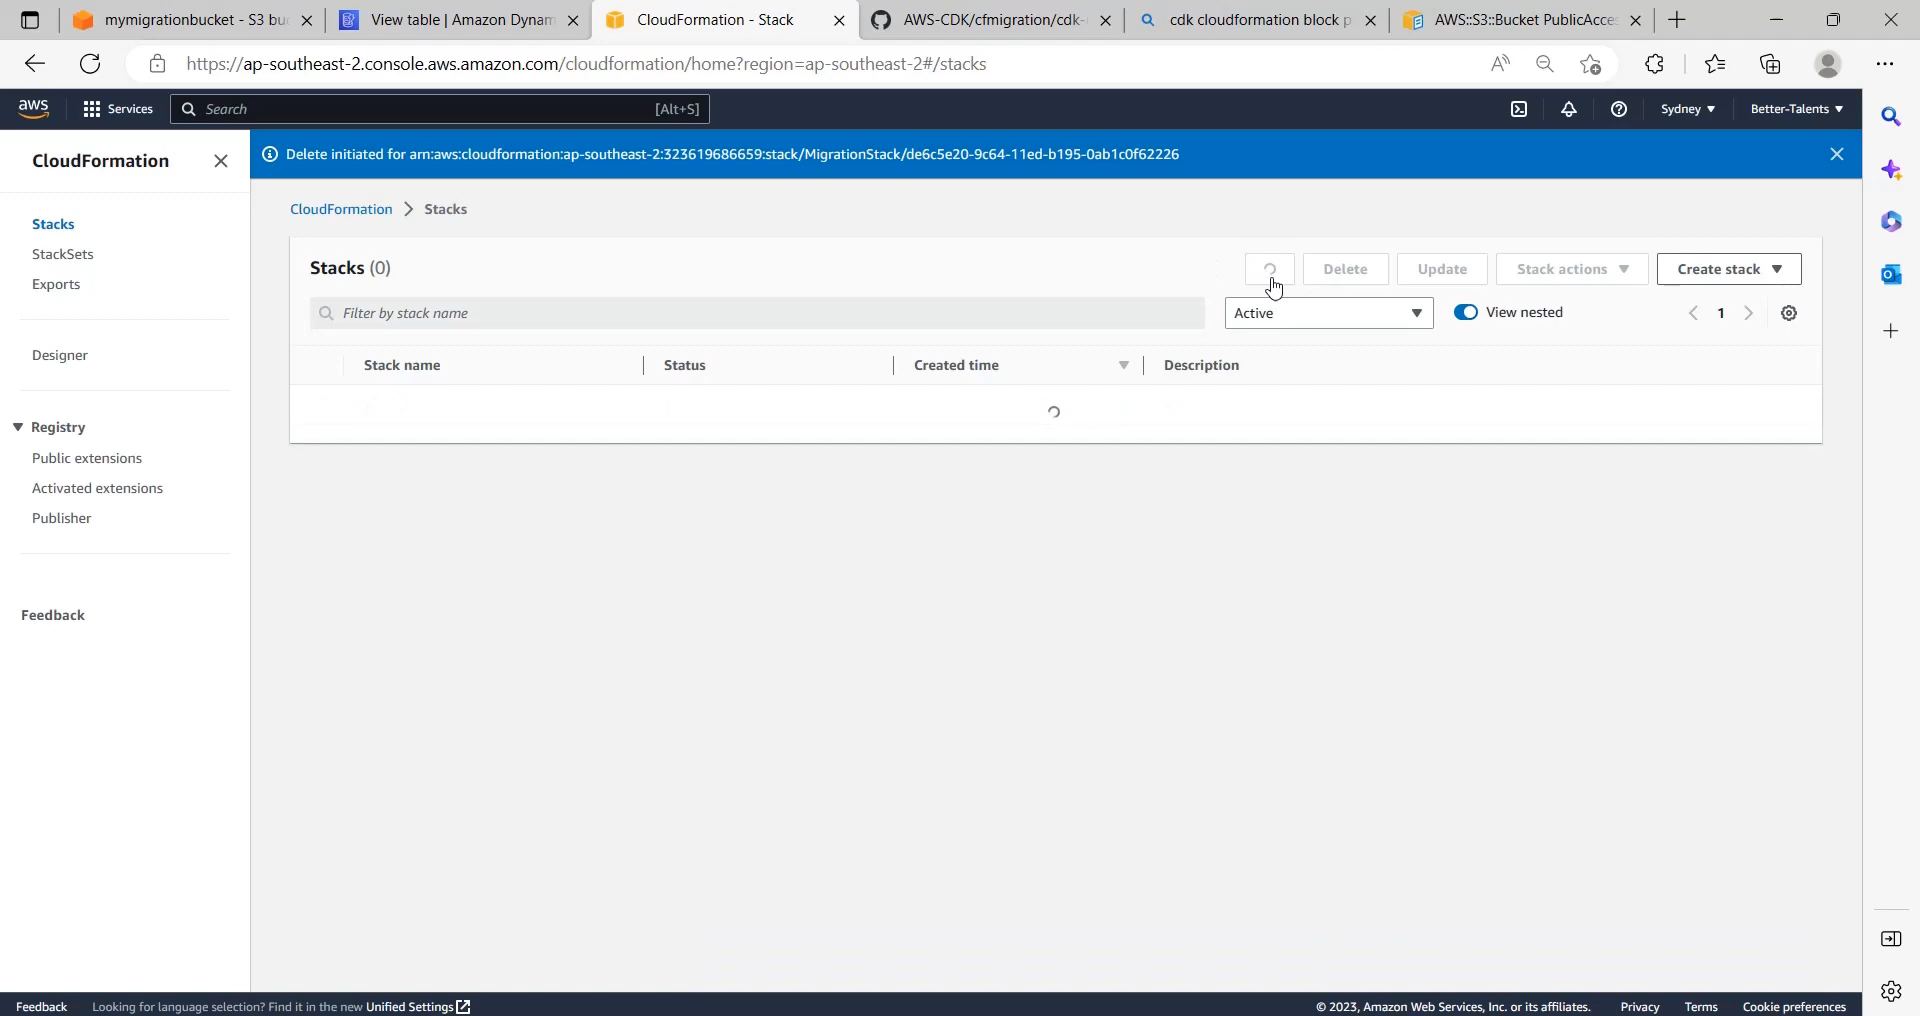 mymigrationbucket - S3 bu
View table | Amazon Dynam
CloudFormation - Stack
AWS-CDK/cfmigration/cdk-
cdk cloudformation block p
AWS::S3::Bucket PublicAcce
https://ap-southeast-2.console.aws.amazon.com/cloudformation/home?region=ap-southeast-2#/stacks
aws
Services
Search
[Alt+S]
Sydney
Better-Talents
CloudFormation
Delete initiated for arn:aws:cloudformation:ap-southeast-2:323619686659:stack/MigrationStack/de6c5e20-9c64-11ed-b195-0ab1c0f62226
CloudFormation > Stacks
Stacks
StackSets
Exports
Designer
Registry
Public extensions
Activated extensions
Publisher
Feedback
Stacks (0)
Delete
Update
Stack actions
Create stack
Filter by stack name
Active
View nested
1
Stack name
Status
Created time
Description
Feedback
Looking for language selection? Find it in the new Unified Settings
© 2023, Amazon Web Services, Inc. or its affiliates.
Privacy
Terms
Cookie preferences